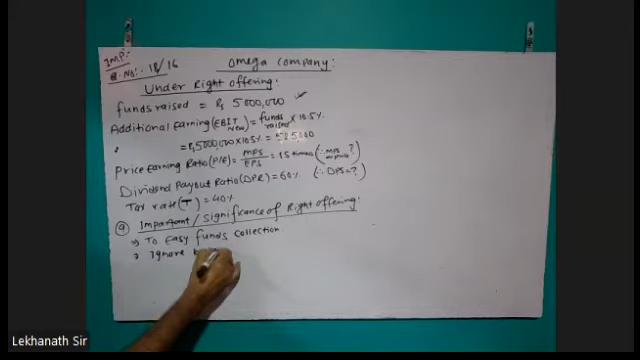 IMP:
Q.No: 18/16
Omega Company:
Under Right offering:
funds raised = Rs 5000,000
Additional Earning (EBIT New) = funds raised × 10.5%
= Rs 5000,000 × 10.5% = 525000
Price Earning Ratio (P/E) = MPS/EPS = 15 times (∵ MPS = ?)
Dividend Payout Ratio (DPR) = 60% (∵ DPS = ?)
Tax rate (T) = 40%
(a) Important / Significance of Right offering:
⇒ To Easy funds Collection
⇒ Ignore
Lekhanath Sir